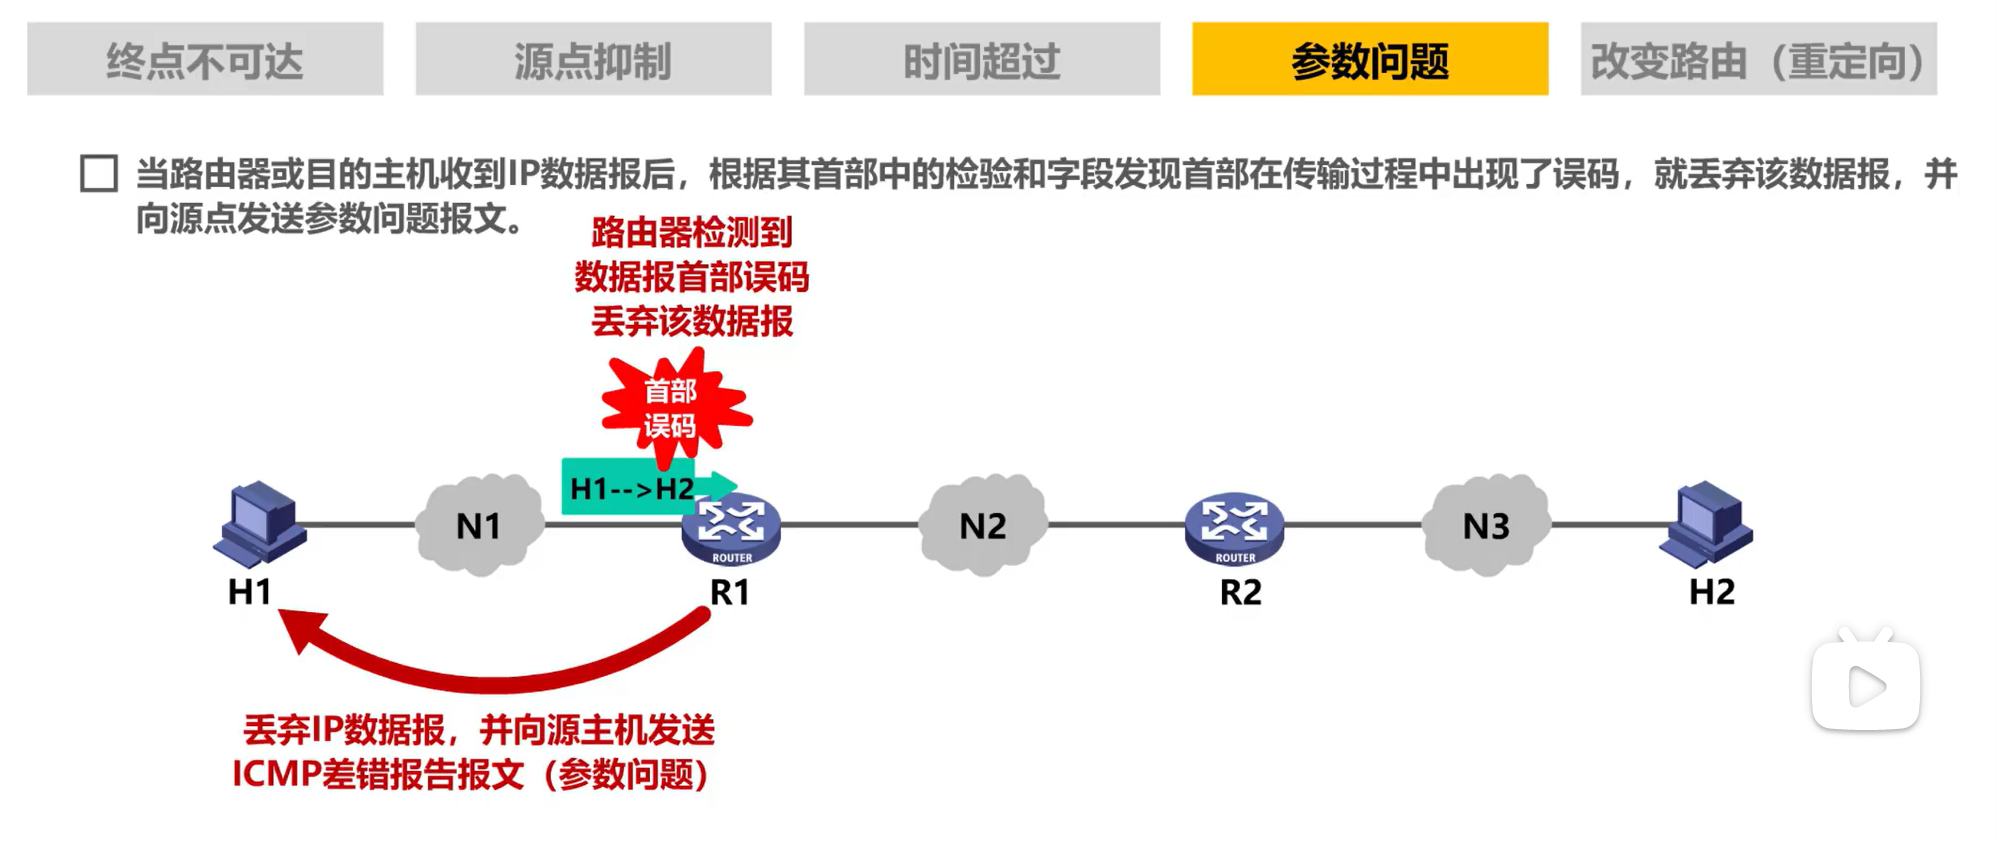 终点不可达
源点抑制
时间超过
参数问题
改变路由（重定向）
当路由器或目的主机收到IP数据报后，根据其首部中的检验和字段发现首部在传输过程中出现了误码，就丢弃该数据报，并
向源点发送参数问题报文。
路由器检测到
数据报首部误码
丢弃该数据报
首部
误码
H1-->H2
N1
N2
N3
ROUTER
ROUTER
H1
R1
R2
H2
丢弃IP数据报，并向源主机发送
ICMP差错报告报文（参数问题）